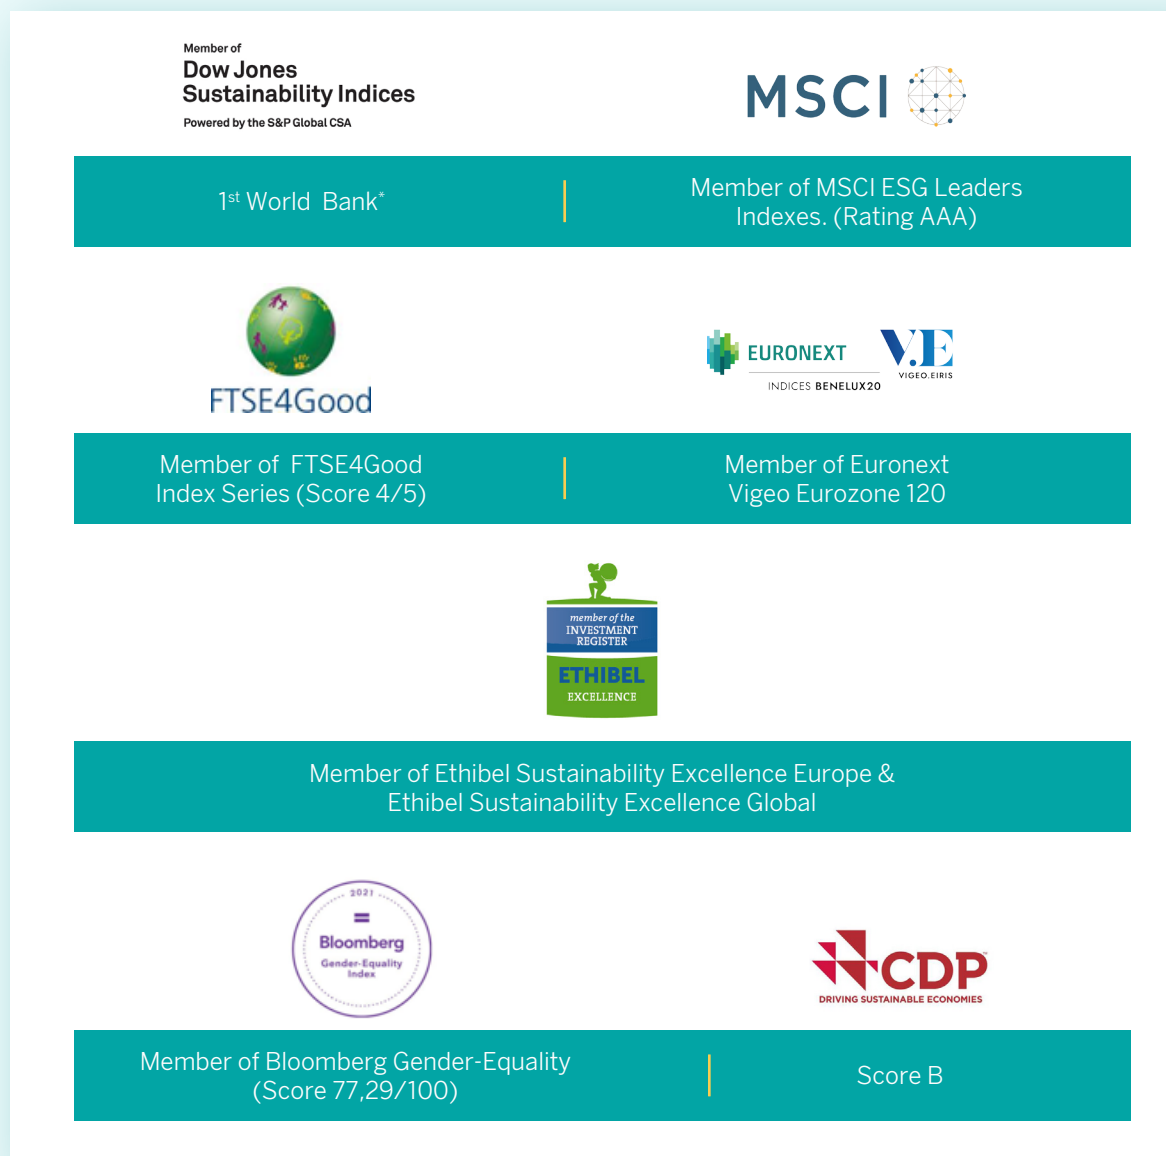 Member of
Dow Jones
Sustainability Indices
Powered by the S&P Global CSA
MSCI
1st World Bank*
Member of MSCI ESG Leaders
Indexes. (Rating AAA)
FTSE4Good
EURONEXT
INDICES BENELUX20
V.E
VIGEO.EIRIS
Member of FTSE4Good
Index Series (Score 4/5)
Member of Euronext
Vigeo Eurozone 120
member of the
INVESTMENT
REGISTER
ETHIBEL
EXCELLENCE
Member of Ethibel Sustainability Excellence Europe &
Ethibel Sustainability Excellence Global
2021
Bloomberg
Gender-Equality
Index
CDP
DRIVING SUSTAINABLE ECONOMIES
Member of Bloomberg Gender-Equality
(Score 77,29/100)
Score B